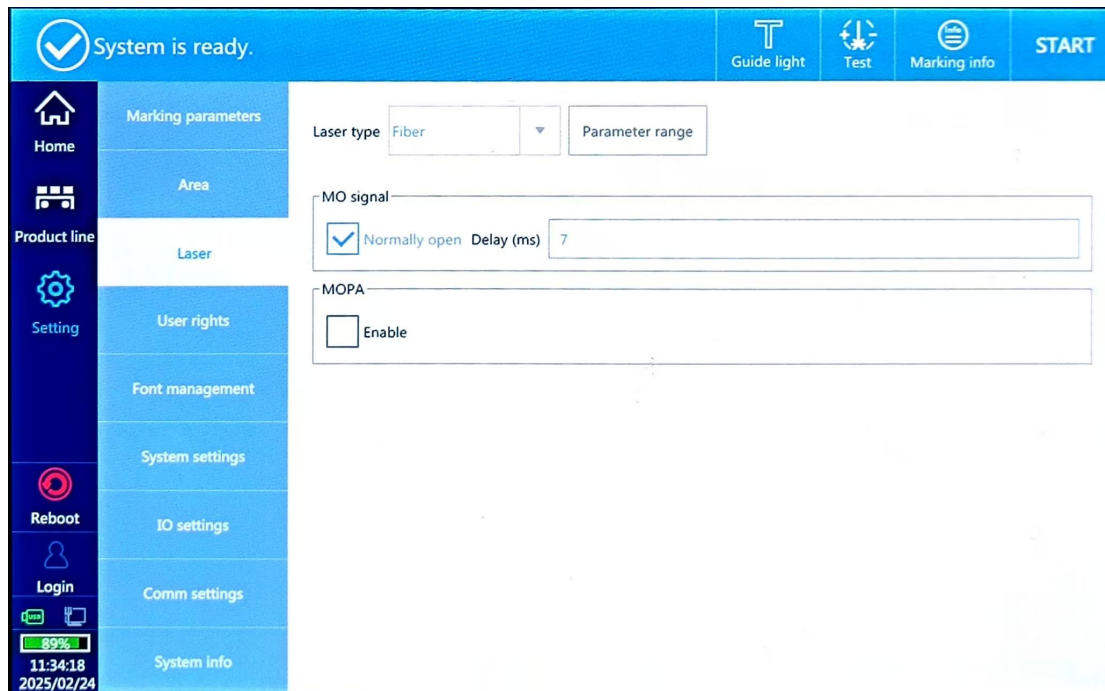 System is ready.
Guide light
Test
Info
Marking info
START
Home
Product line
Setting
Reboot
Login
USB
89%
11:34:18
2025/02/24
Marking parameters
Area
Laser
User rights
Font management
System settings
IO settings
Comm settings
System info
Laser type Fiber Parameter range
MO signal
Normally open Delay (ms) 7
MOPA
Enable